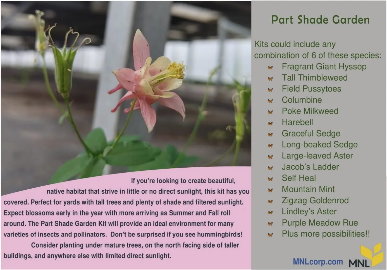 Part Shade Garden
Kits could include any
combination of 6 of these species:
Fragrant Giant Hyssop
Tall Thimbleweed
Field Pussytoes
Columbine
Poke Milkweed
Harebell
Graceful Sedge
Long-beaked Sedge
Large-leaved Aster
Jacob's Ladder
Self Heal
Mountain Mint
Zigzag Goldenrod
Lindley's Aster
Purple Meadow Rue
Plus more possibilities!!
If you're looking to create beautiful,
native habitat that strive in little or no direct sunlight, this kit has you
covered. Perfect for yards with tall trees and plenty of shade and filtered sunlight.
Expect blossoms early in the year with more arriving as Summer and Fall roll
around. The Part Shade Garden Kit will provide an ideal environment for many
varieties of insects and pollinators. Don't be surprised if you see hummingbirds!
Consider planting under mature trees, on the north facing side of taller
buildings, and anywhere else with limited direct sunlight.
MNLcorp.com
MNL